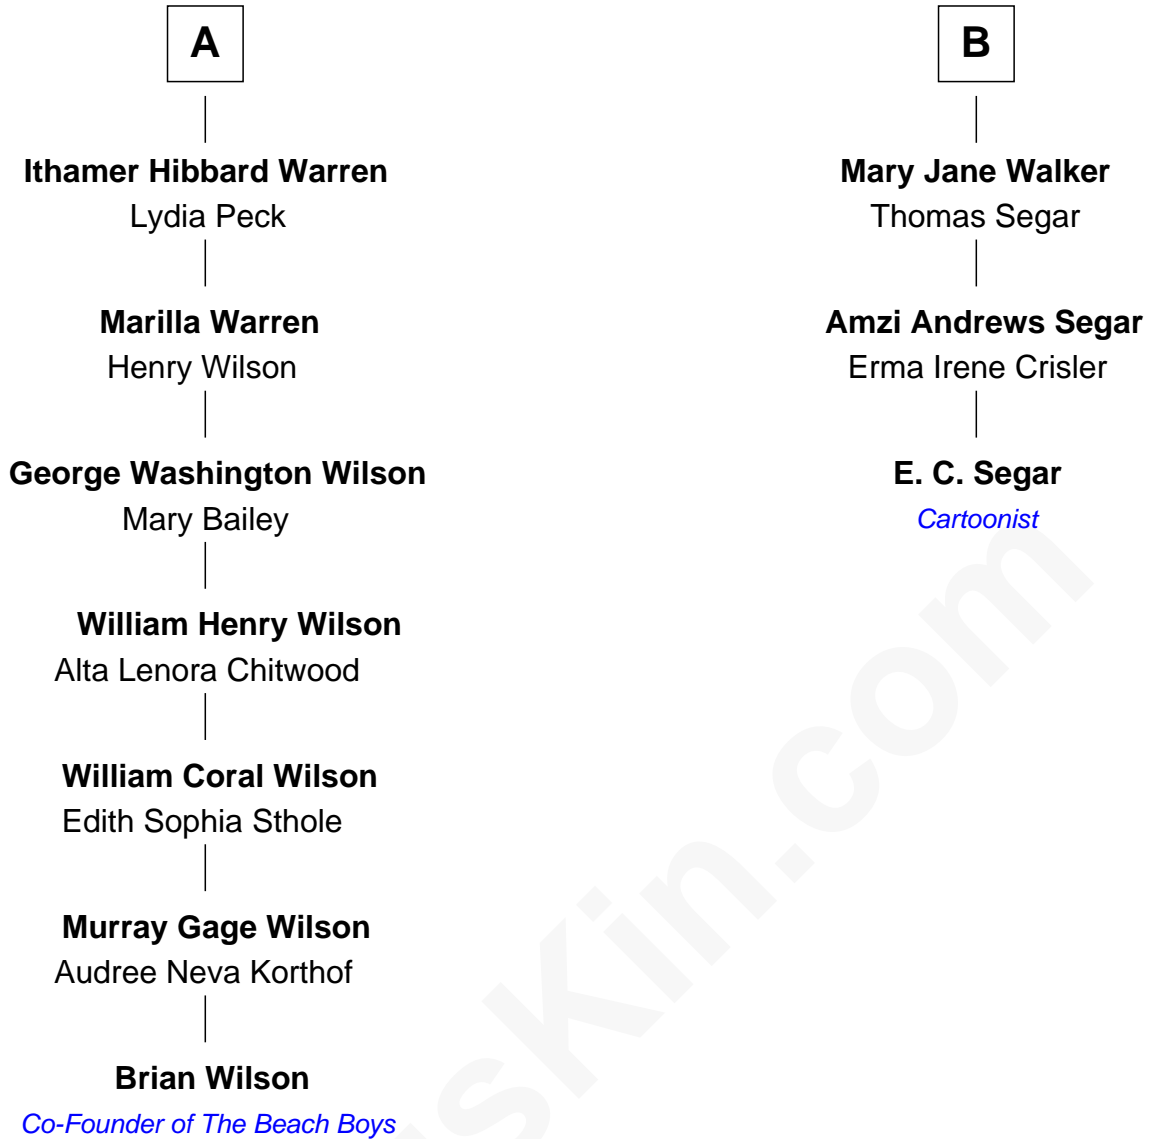 A
Ithamer Hibbard Warren
Lydia Peck
Marilla Warren
Henry Wilson
George Washington Wilson
Mary Bailey
William Henry Wilson
Alta Lenora Chitwood
William Coral Wilson
Edith Sophia Sthole
Murray Gage Wilson
Audree Neva Korthof
Brian Wilson
Co-Founder of The Beach Boys
B
Mary Jane Walker
Thomas Segar
Amzi Andrews Segar
Erma Irene Crisler
E. C. Segar
Cartoonist
sKin.com